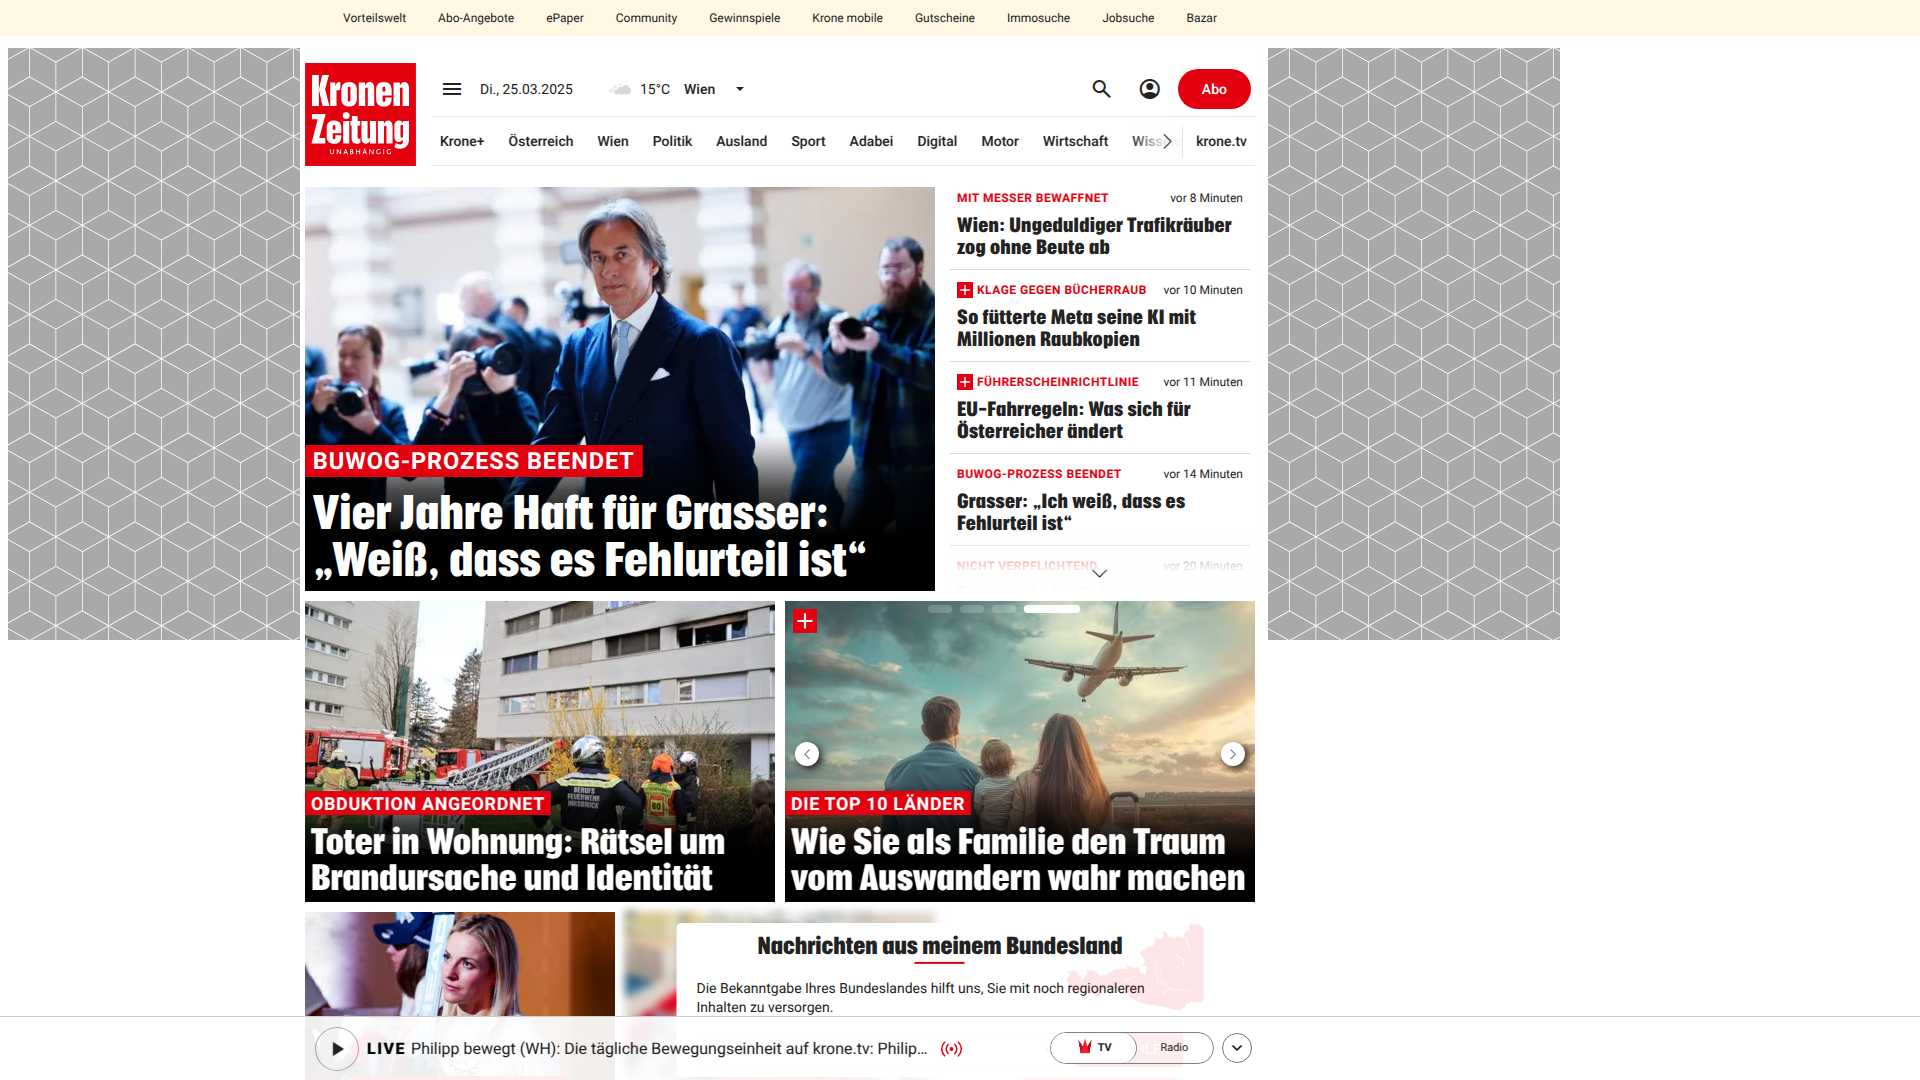 Vorteilswelt Abo-Angebote ePaper Community Gewinnspiele Krone mobile Gutscheine Immosuche Jobsuche Bazar
Kronen
Zeitung
UNABHÄNGIG
Di., 25.03.2025 15°C Wien
Abo
Krone+ Österreich Wien Politik Ausland Sport Adabei Digital Motor Wirtschaft Wiss krone.tv
BUWOG-PROZESS BEENDET
Vier Jahre Haft für Grasser:
„Weiß, dass es Fehlurteil ist“
MIT MESSER BEWAFFNET vor 8 Minuten
Wien: Ungeduldiger Trafikräuber
zog ohne Beute ab
KLAGE GEGEN BÜCHERRAUB vor 10 Minuten
So fütterte Meta seine KI mit
Millionen Raubkopien
FÜHRERSCHEINRICHTLINIE vor 11 Minuten
EU-Fahrregeln: Was sich für
Österreicher ändert
BUWOG-PROZESS BEENDET vor 14 Minuten
Grasser: „Ich weiß, dass es
Fehlurteil ist“
NICHT VERPFLICHTEND vor 20 Minuten
BERUFS
FEUERWEHR
INNSBRUCK
OBDUKTION ANGEORDNET
Toter in Wohnung: Rätsel um
Brandursache und Identität
DIE TOP 10 LÄNDER
Wie Sie als Familie den Traum
vom Auswandern wahr machen
Nachrichten aus meinem Bundesland
Die Bekanntgabe Ihres Bundeslandes hilft uns, Sie mit noch regionaleren
Inhalten zu versorgen.
LIVE Philipp bewegt (WH): Die tägliche Bewegungseinheit auf krone.tv: Philip...
TV Radio